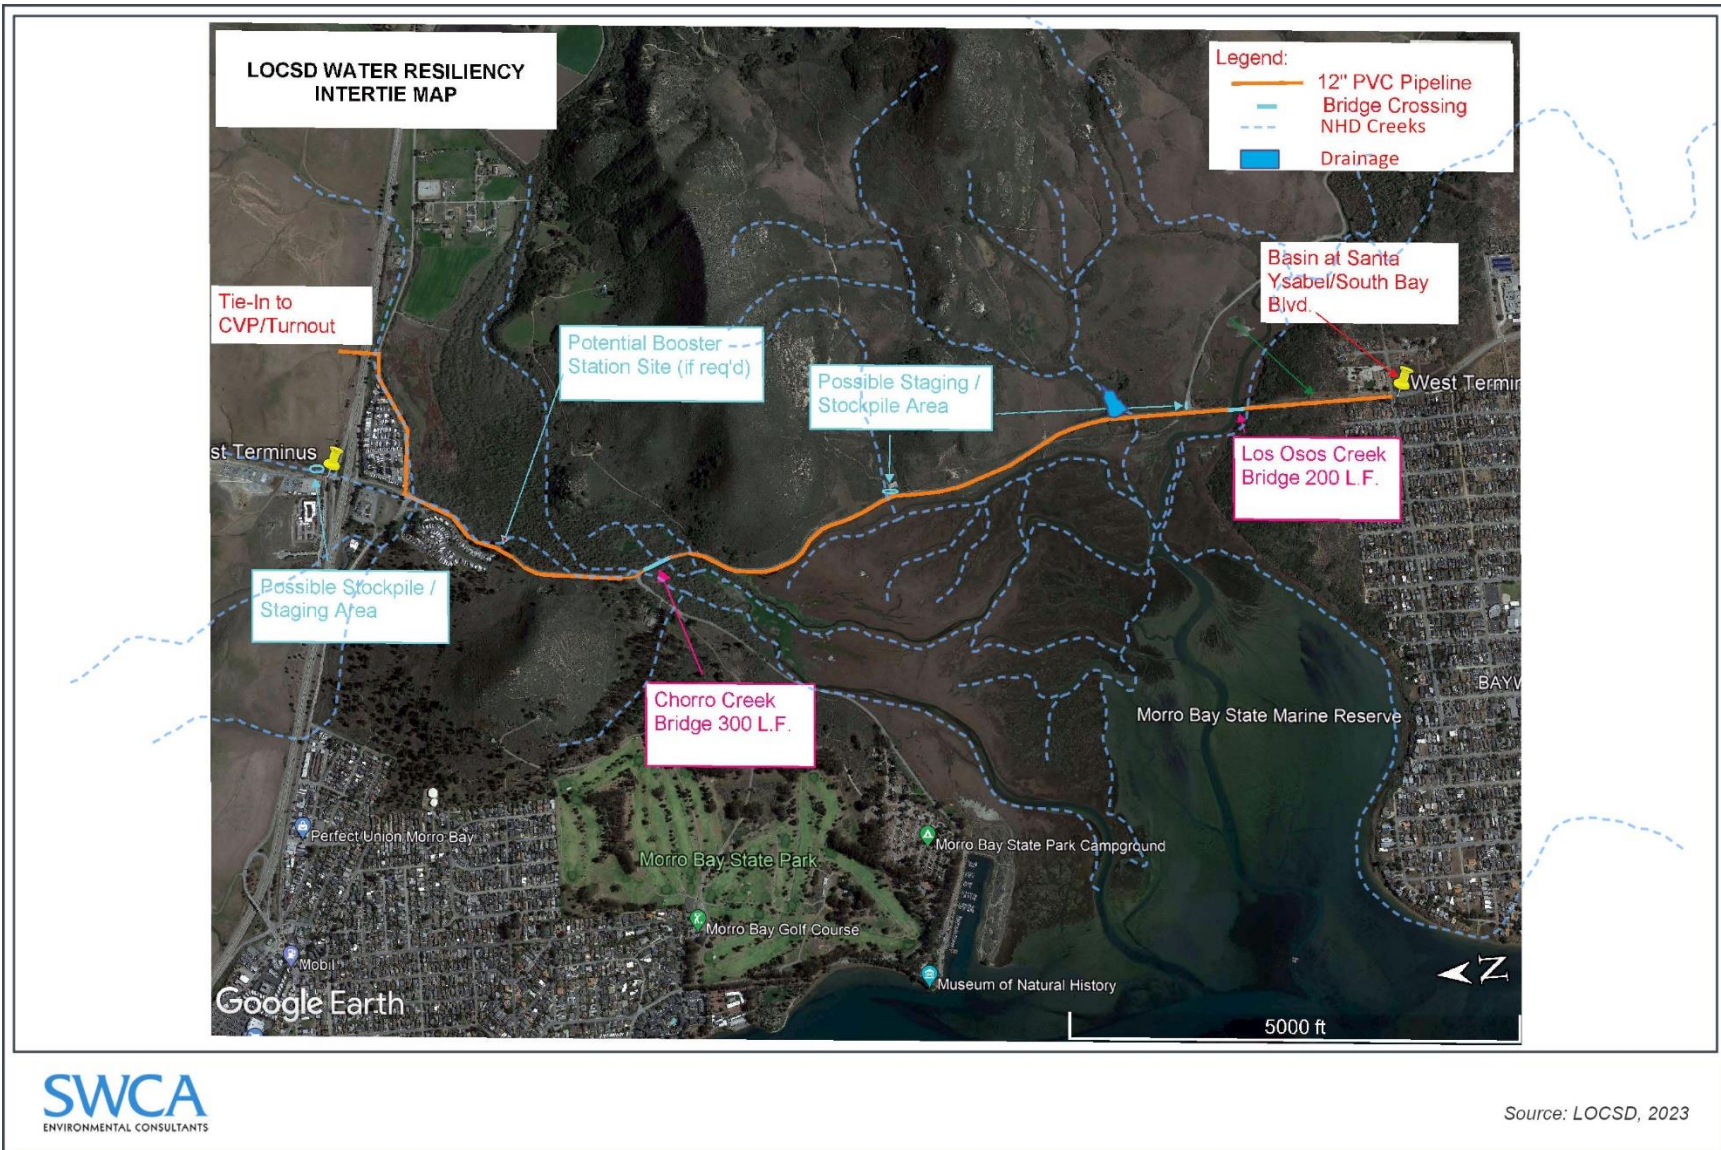 LOCSD WATER RESILIENCY
INTERTIE MAP
Legend:
12" PVC Pipeline
Bridge Crossing
NHD Creeks
Drainage
Basin at Santa
Ysabel/South Bay
Blvd.
Tie-In to
CVP/Turnout
Potential Booster
Station Site (if req'd)
Possible Staging /
Stockpile Area
West Termin
st Terminus
Los Osos Creek
Bridge 200 L.F.
Possible Stockpile /
Staging Area
Chorro Creek
Bridge 300 L.F.
BAYW
Morro Bay State Marine Reserve
Perfect Union Morro Bay
Morro Bay State Park
Morro Bay State Park Campground
Morro Bay Golf Course
Mobil
Museum of Natural History
Google Earth
N
5000 ft
SWCA
ENVIRONMENTAL CONSULTANTS
Source: LOCSD, 2023